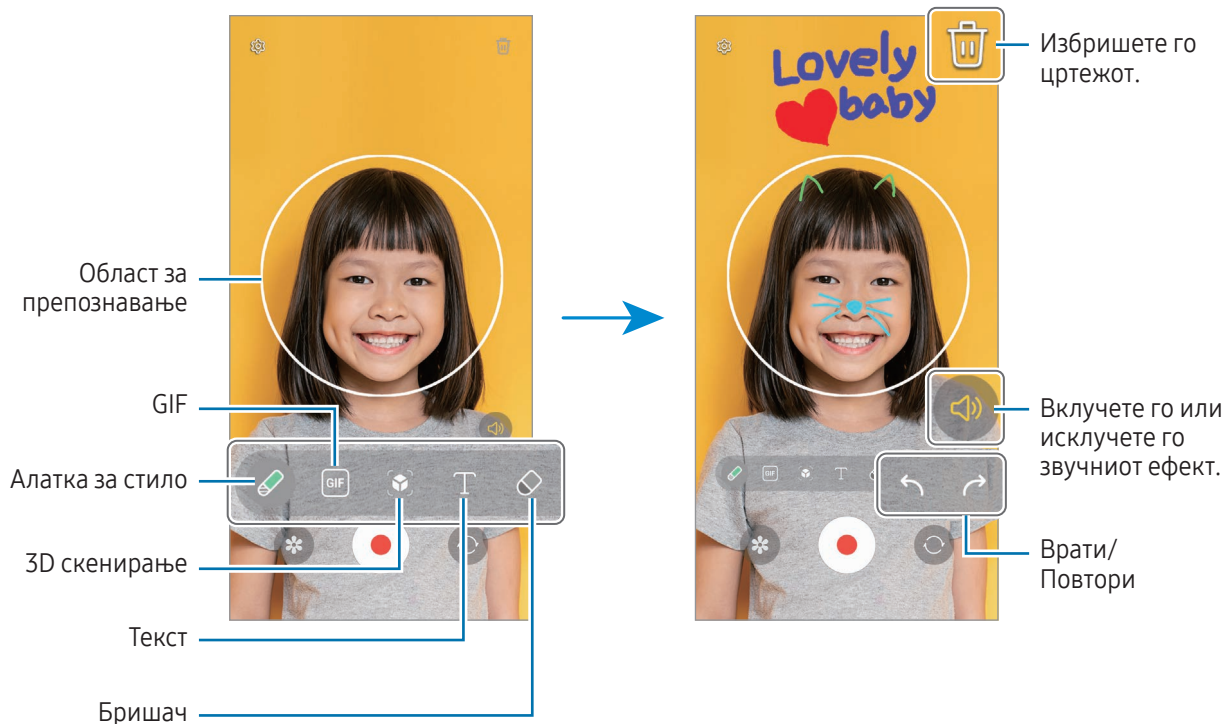 Област за
препознавање
GIF
Алатка за стило
3D скенирање
Текст
Бришач
GIF
T
Lovely
baby
GIF
T
Избришете го
цртежот.
Вклучете го или
исклучете го
звучниот ефект.
Врати/
Повтори